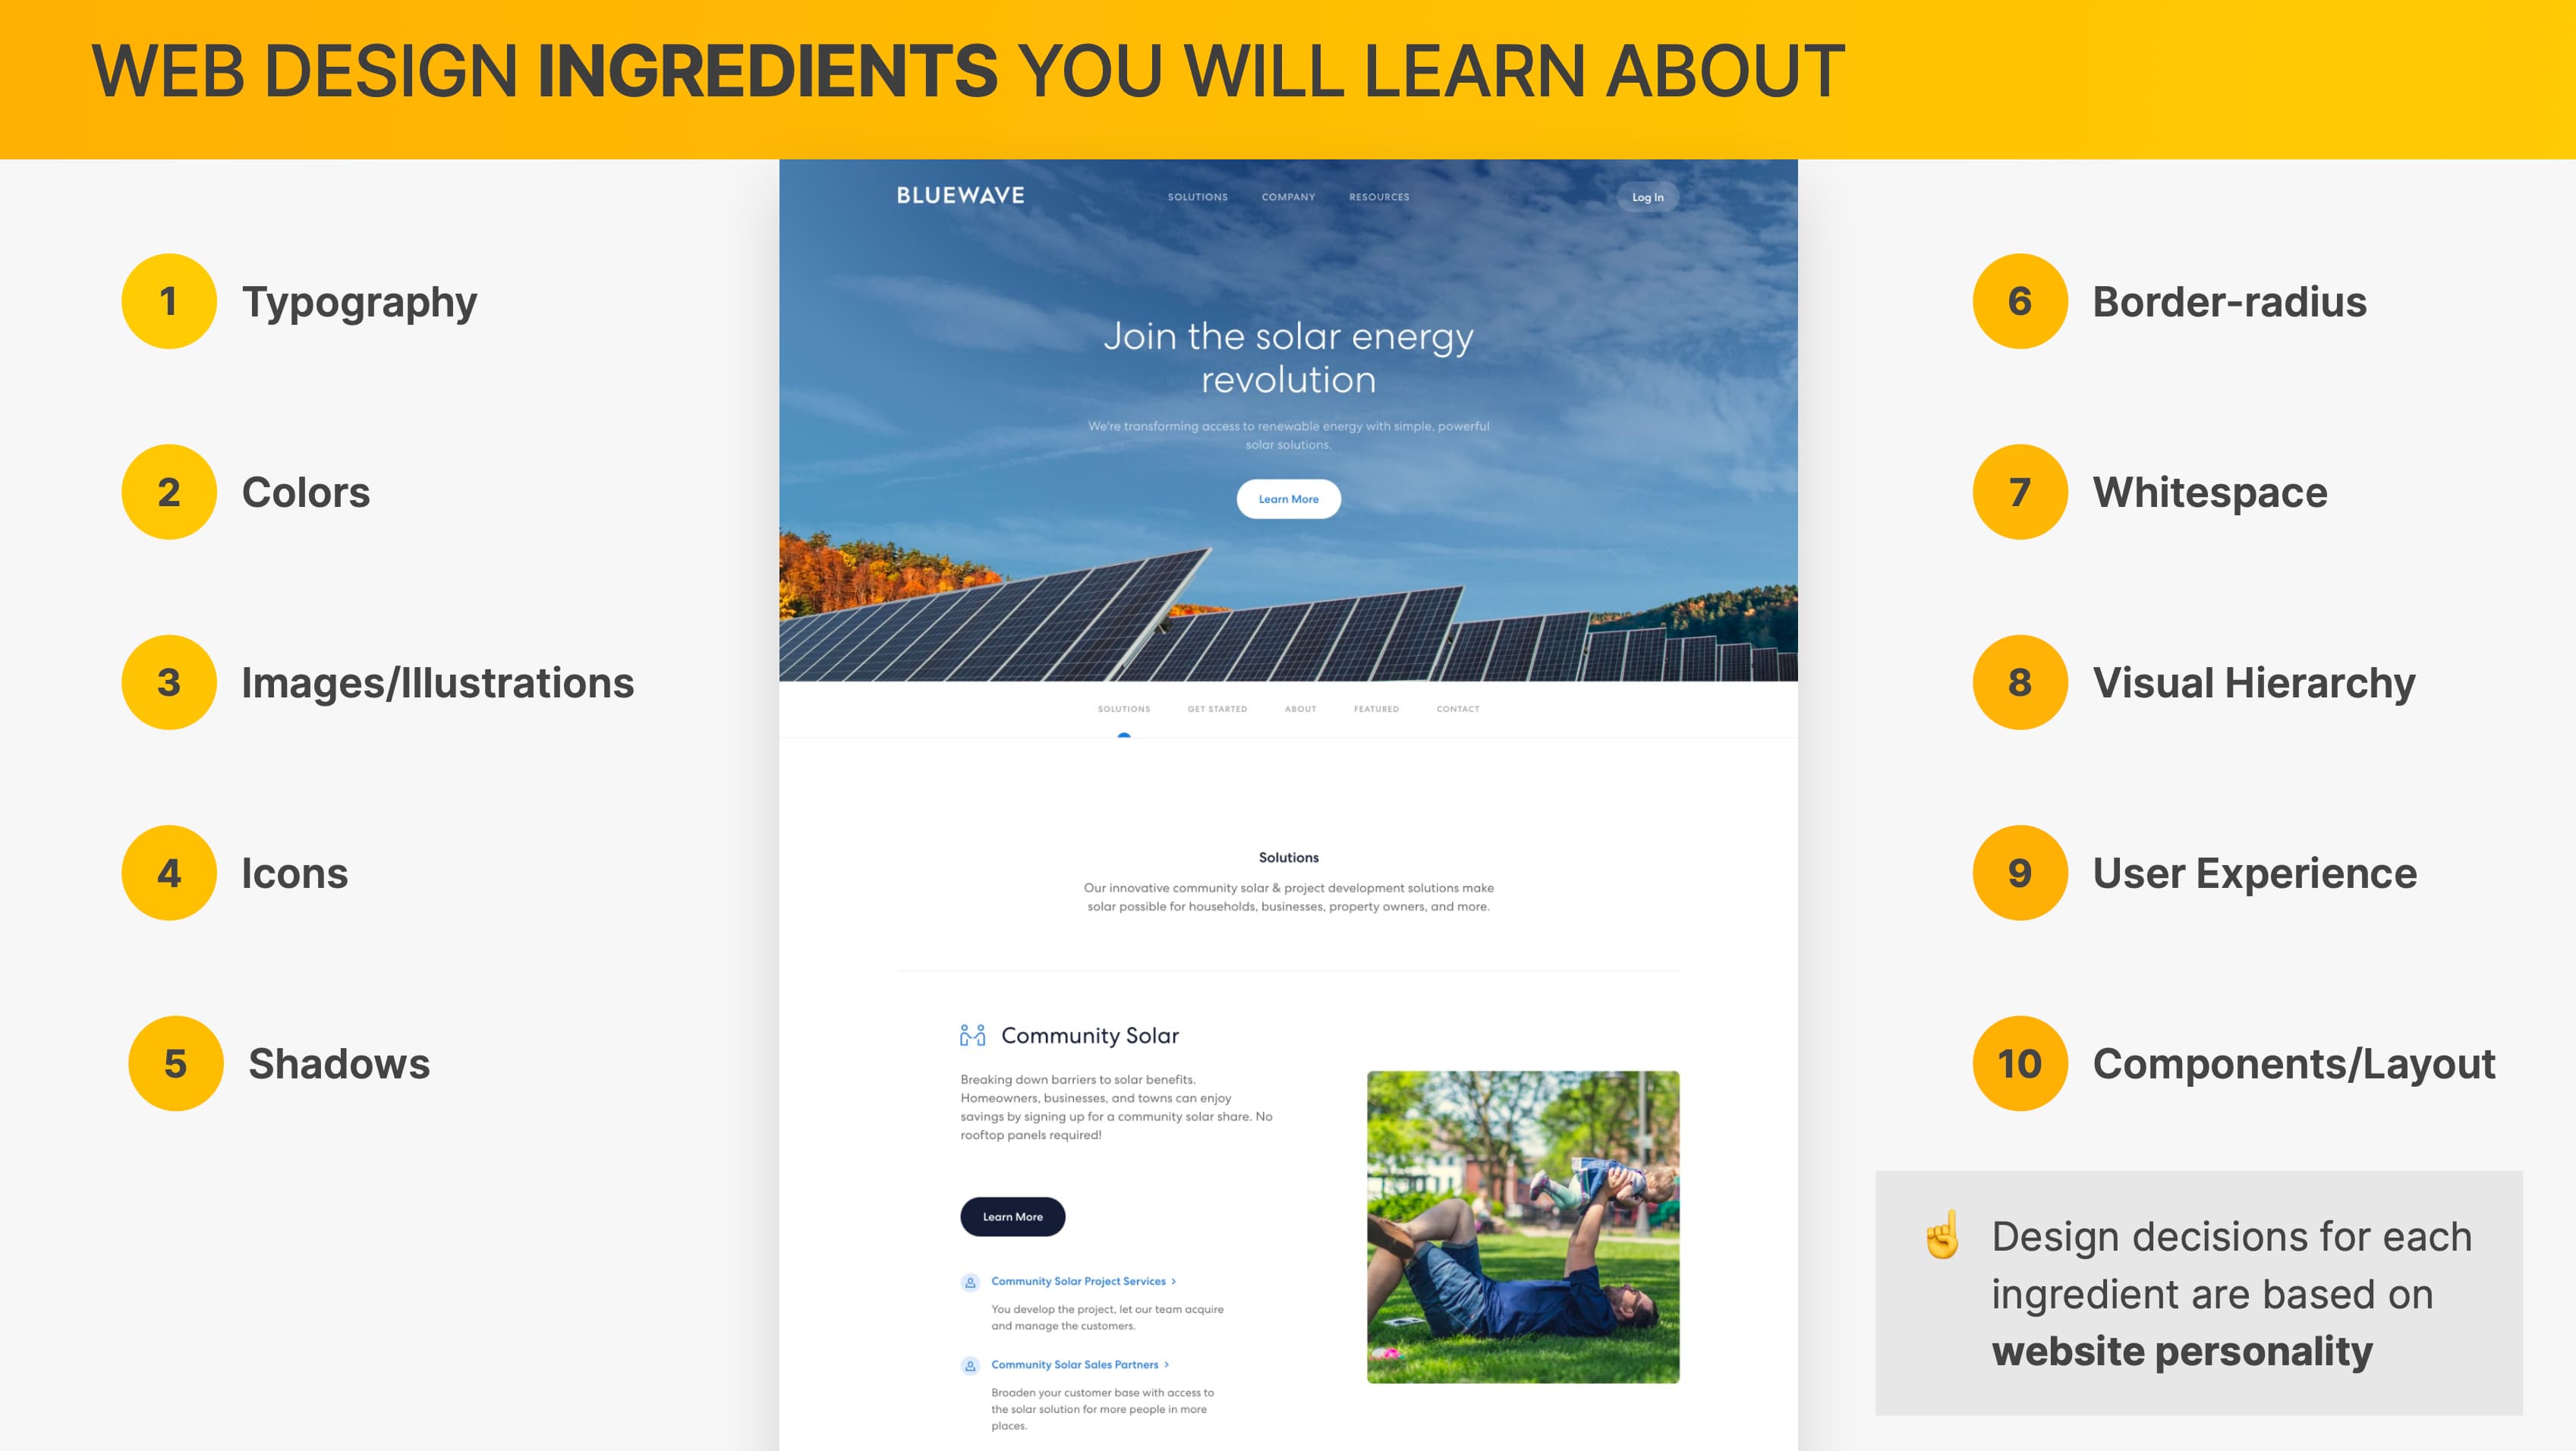 WEB DESIGN INGREDIENTS YOU WILL LEARN ABOUT
1 Typography
2 Colors
3 Images/Illustrations
4 Icons
5 Shadows
BLUEWAVE
SOLUTIONS COMPANY RESOURCES
Log In
Join the solar energy
revolution
We're transforming access to renewable energy with simple, powerful
solar solutions.
Learn More
SOLUTIONS GET STARTED ABOUT FEATURED CONTACT
Solutions
Our innovative community solar & project development solutions make
solar possible for households, businesses, property owners, and more.
Community Solar
Breaking down barriers to solar benefits.
Homeowners, businesses, and towns can enjoy
savings by signing up for a community solar share. No
rooftop panels required!
Learn More
Community Solar Project Services >
You develop the project, let our team acquire
and manage the customers.
Community Solar Sales Partners >
Broaden your customer base with access to
the solar solution for more people in more
places.
6 Border-radius
7 Whitespace
8 Visual Hierarchy
9 User Experience
10 Components/Layout
☝️ Design decisions for each
ingredient are based on
website personality